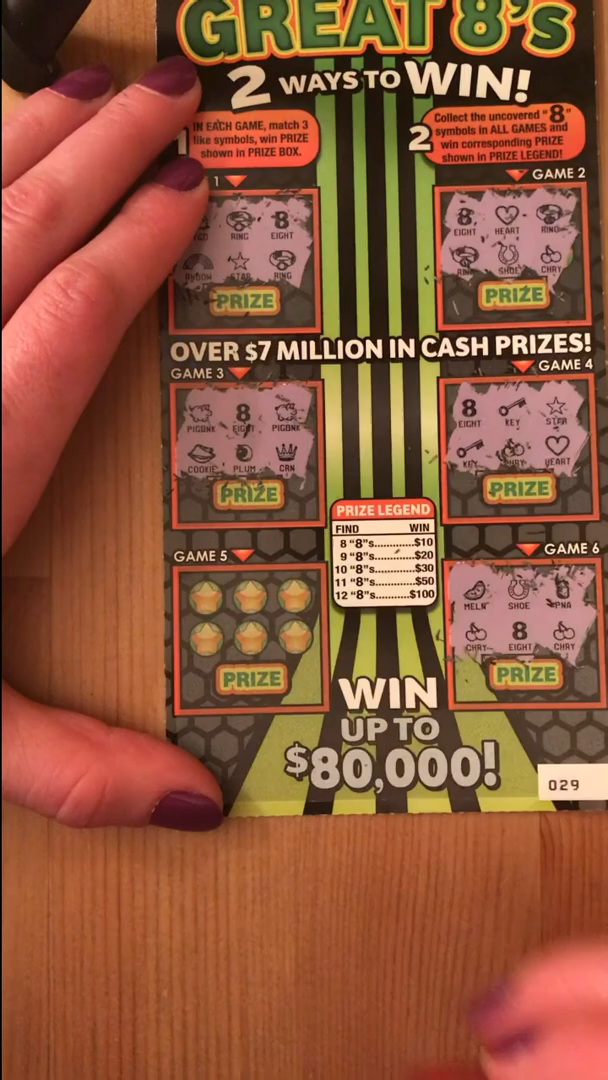 GREAT 8's
2 WAYS TO WIN!
1 IN EACH GAME, match 3
like symbols, win PRIZE
shown in PRIZE BOX.
2 Collect the uncovered "8"
symbols in ALL GAMES and
win corresponding PRIZE
shown in PRIZE LEGEND!
1
RING 8 EIGHT
STAR RING
PRIZE
GAME 2
8 EIGHT HEART RING
RING SHOE CHRY
PRIZE
OVER $7 MILLION IN CASH PRIZES!
GAME 3
PIGBNK 8 EIGHT PIGBNK
COOKIE PLUM CRN
PRIZE
GAME 4
8 EIGHT KEY STAR
KEY CHRY HEART
PRIZE
PRIZE LEGEND
FIND WIN
8 "8"s............$10
9 "8"s............$20
10 "8"s...........$30
11 "8"s...........$50
12 "8"s.........$100
GAME 5
PRIZE
GAME 6
MELN SHOE PNA
CHRY 8 EIGHT CHRY
PRIZE
WIN
UP TO
$80,000!
029